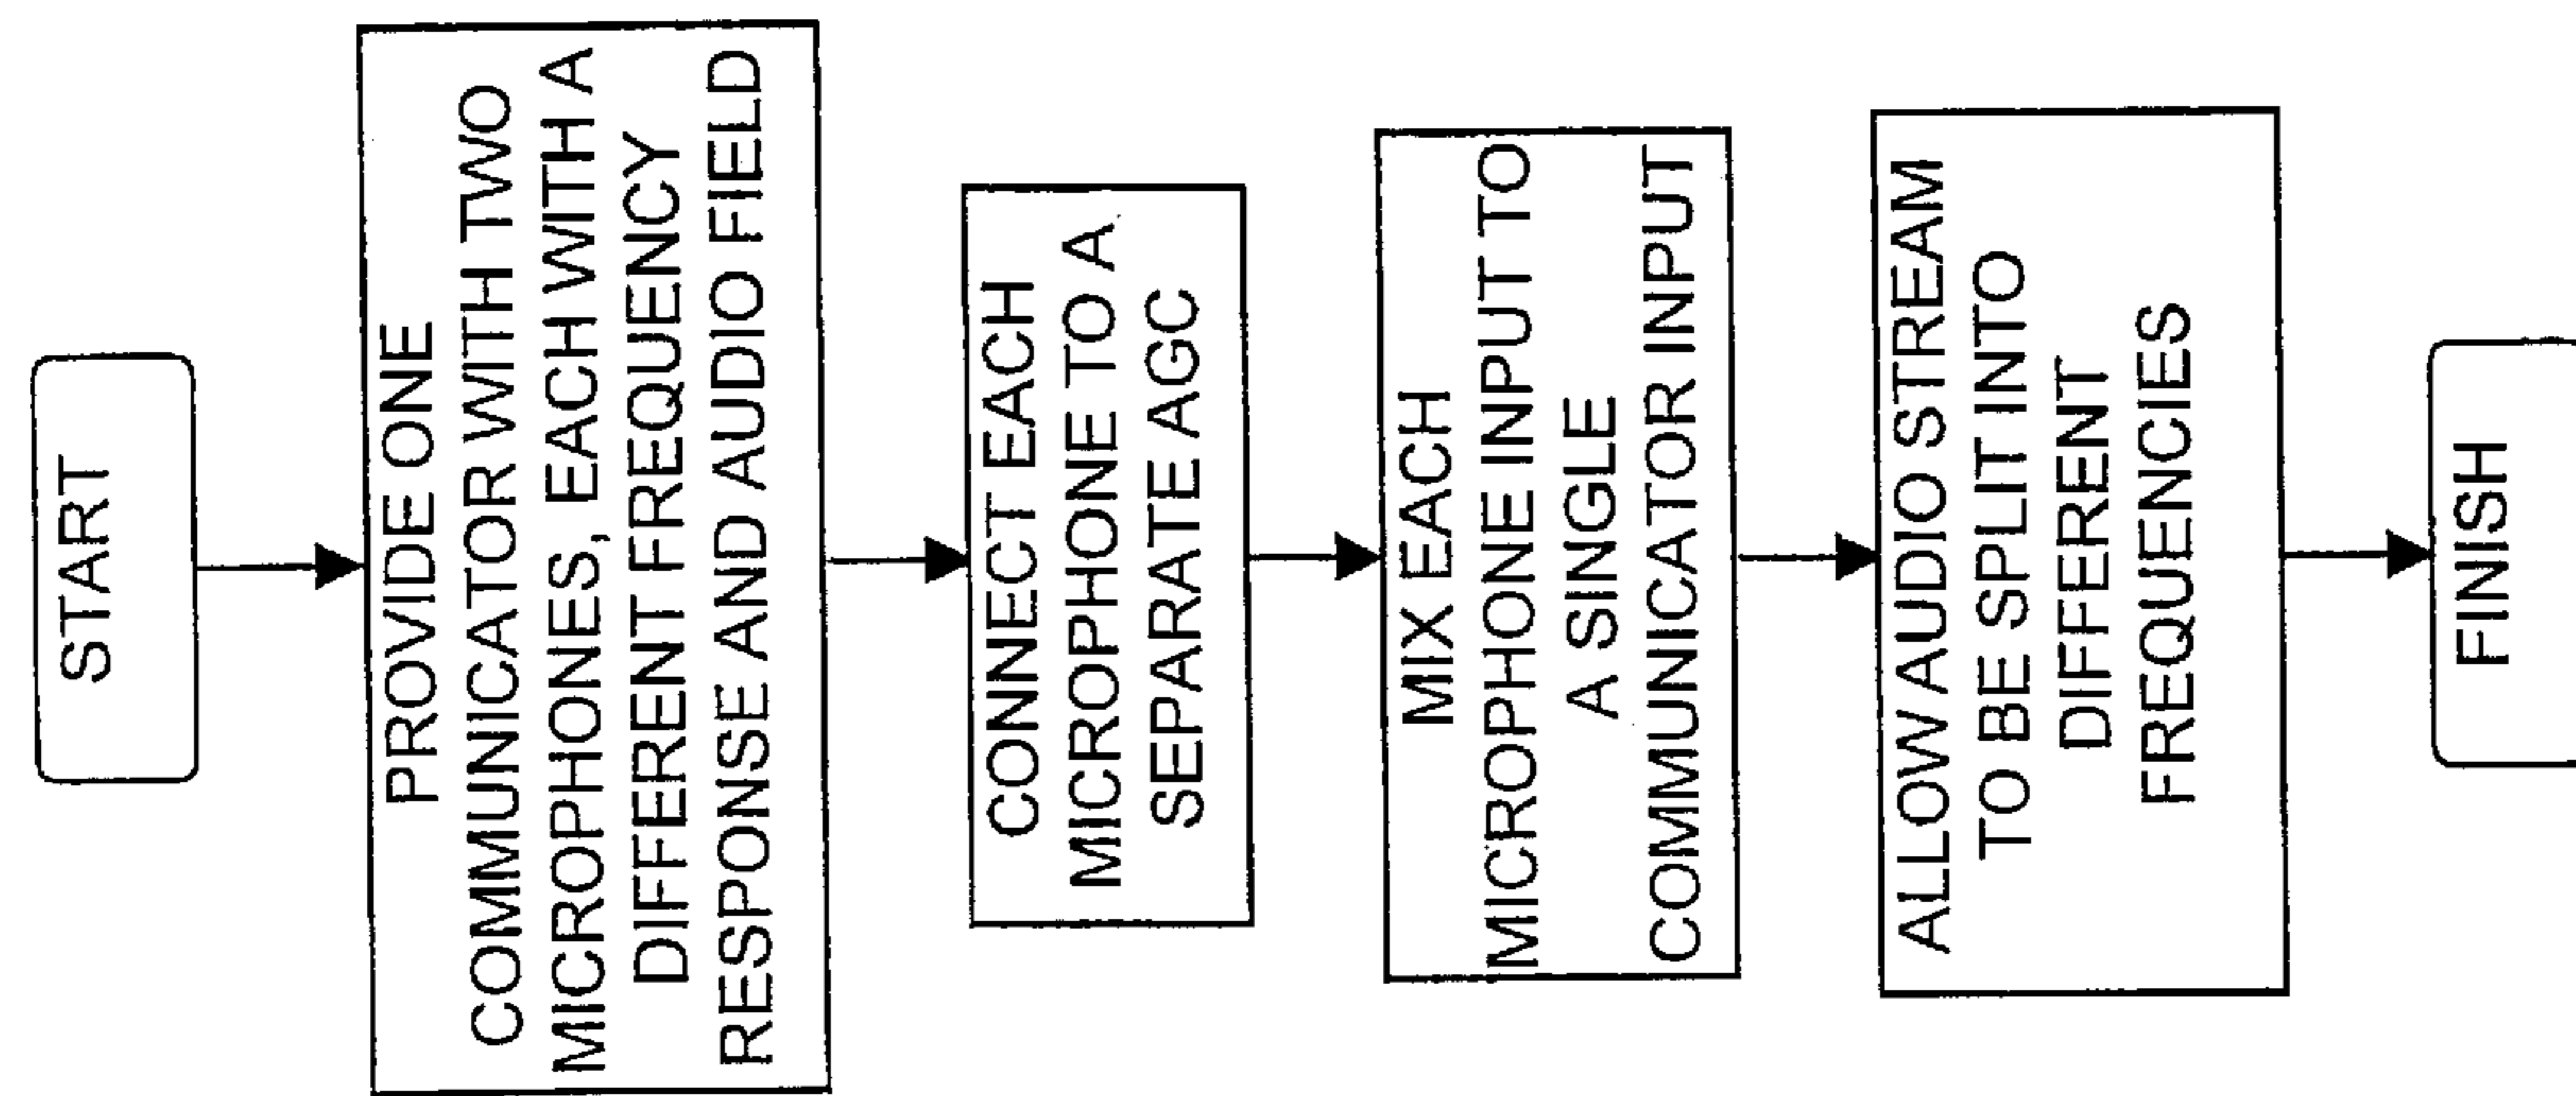 START
PROVIDE ONE
COMMUNICATOR WITH TWO
MICROPHONES, EACH WITH A
DIFFERENT FREQUENCY
RESPONSE AND AUDIO FIELD
CONNECT EACH
MICROPHONE TO A
SEPARATE AGC
MIX EACH
MICROPHONE INPUT TO
A SINGLE
COMMUNICATOR INPUT
ALLOW AUDIO STREAM
TO BE SPLIT INTO
DIFFERENT
FREQUENCIES
FINISH